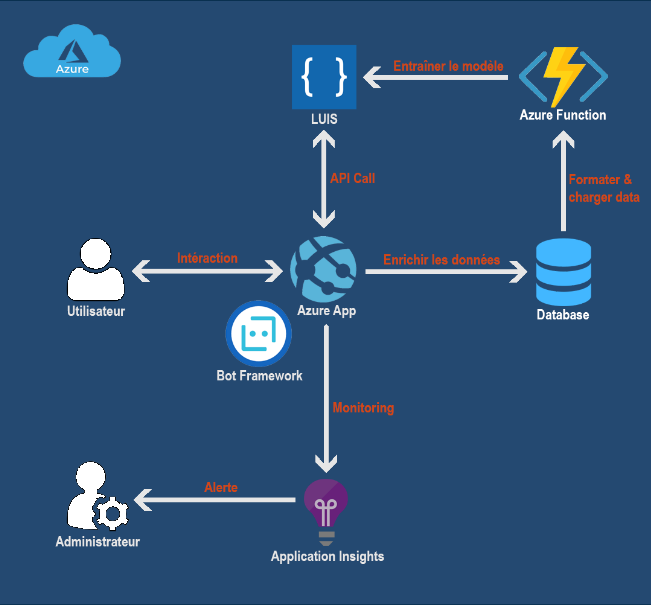 Azure
Entraîner le modèle
LUIS
Azure Function
API Call
Formater &
charger data
Intéraction
Enrichir les données
Utilisateur
Azure App
Database
Bot Framework
Monitoring
Alerte
Administrateur
Application Insights